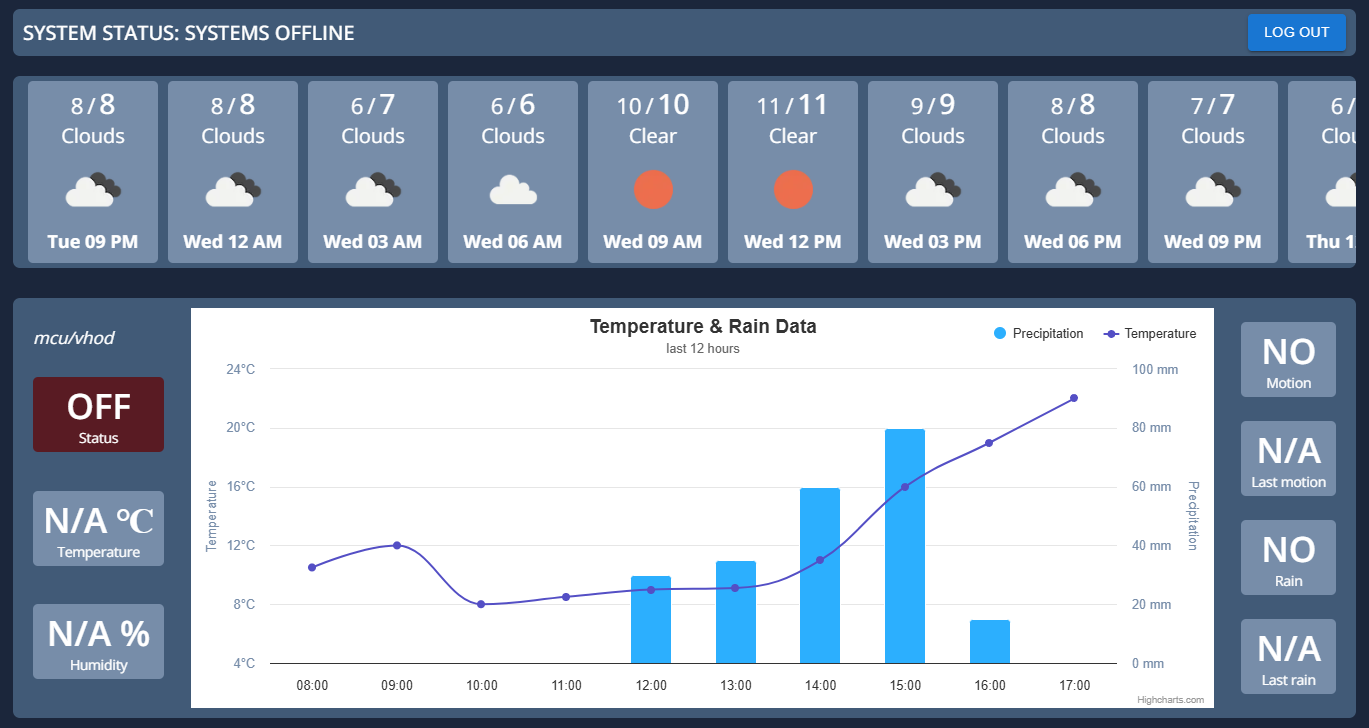 SYSTEM STATUS: SYSTEMS OFFLINE
LOG OUT
8 / 8
Clouds
Tue 09 PM
8 / 8
Clouds
Wed 12 AM
6 / 7
Clouds
Wed 03 AM
6 / 6
Clouds
Wed 06 AM
10 / 10
Clear
Wed 09 AM
11 / 11
Clear
Wed 12 PM
9 / 9
Clouds
Wed 03 PM
8 / 8
Clouds
Wed 06 PM
7 / 7
Clouds
Wed 09 PM
6 /
Clou
Thu 1
mcu/vhod
OFF
Status
N/A °C
Temperature
N/A %
Humidity
Temperature & Rain Data
last 12 hours
Precipitation
Temperature
24°C
20°C
16°C
12°C
8°C
4°C
Temperature
100 mm
80 mm
60 mm
40 mm
20 mm
0 mm
Precipitation
08:00 09:00 10:00 11:00 12:00 13:00 14:00 15:00 16:00 17:00
Highcharts.com
NO
Motion
N/A
Last motion
NO
Rain
N/A
Last rain